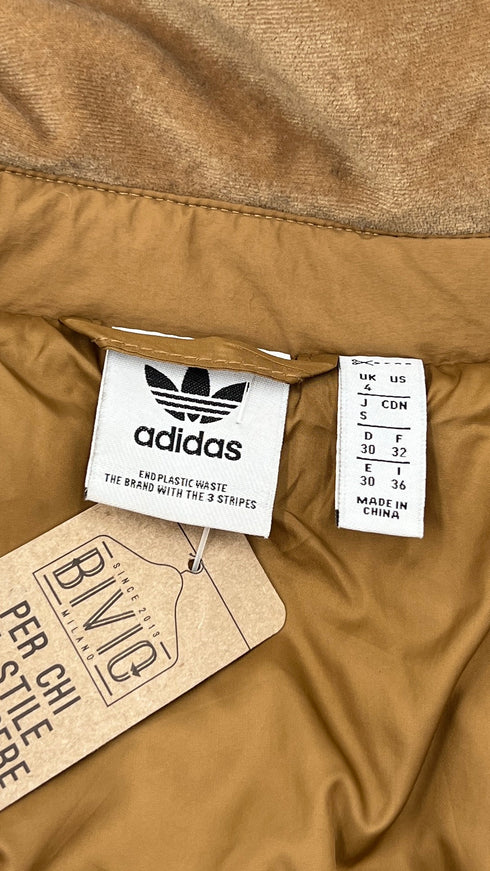 adidas
END PLASTIC WASTE
THE BRAND WITH THE 3 STRIPES
UK US
4
J CDN
S
D F
30 32
E I
30 36
MADE IN
CHINA
SINCE 2013
BIVIO
MILANO
PER CHI
STILE